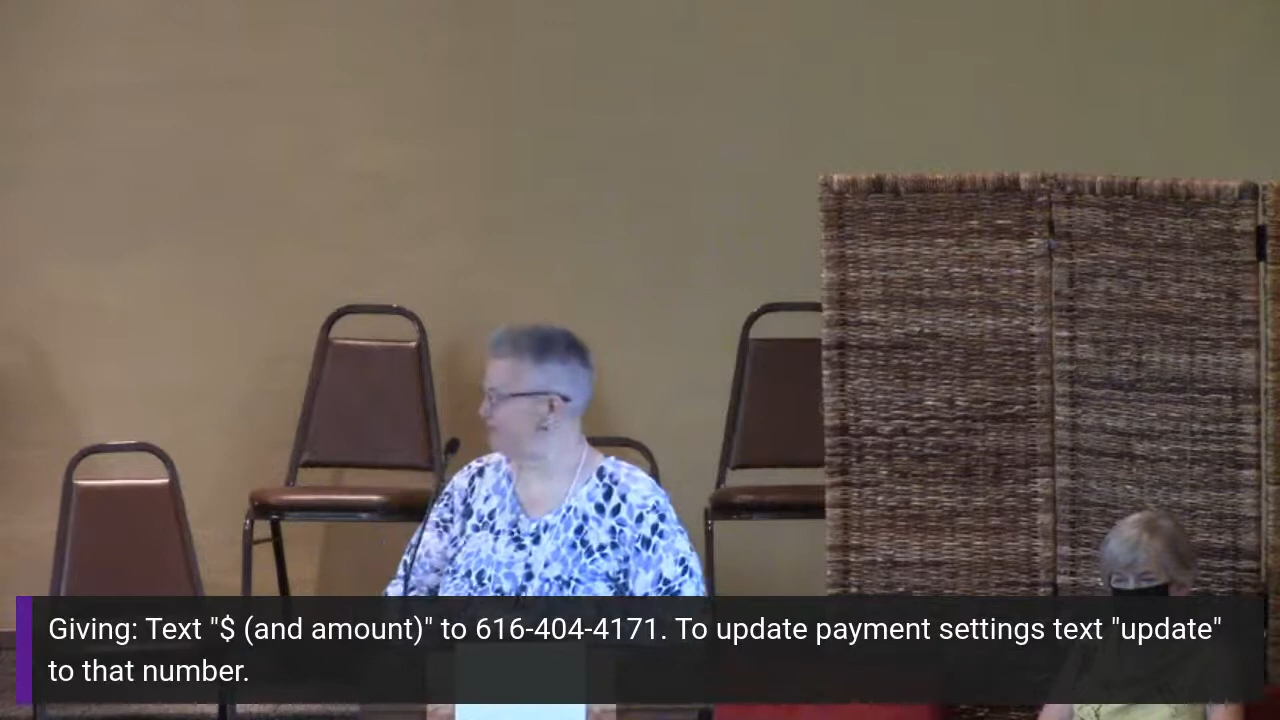 Giving: Text "$ (and amount)" to 616-404-4171. To update payment settings text "update"
to that number.